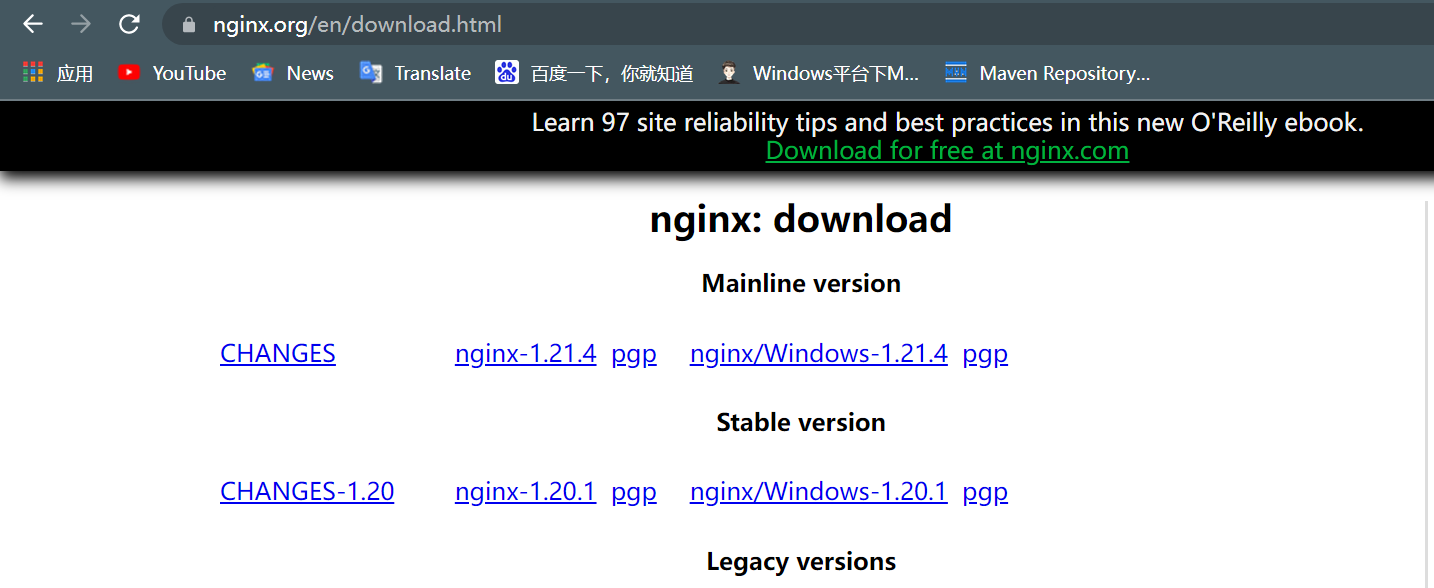 nginx.org/en/download.html
应用 YouTube News Translate 百度一下，你就知道 Windows平台下M... Maven Repository...
Learn 97 site reliability tips and best practices in this new O'Reilly ebook.
Download for free at nginx.com
nginx: download
Mainline version
CHANGES nginx-1.21.4 pgp nginx/Windows-1.21.4 pgp
Stable version
CHANGES-1.20 nginx-1.20.1 pgp nginx/Windows-1.20.1 pgp
Legacy versions